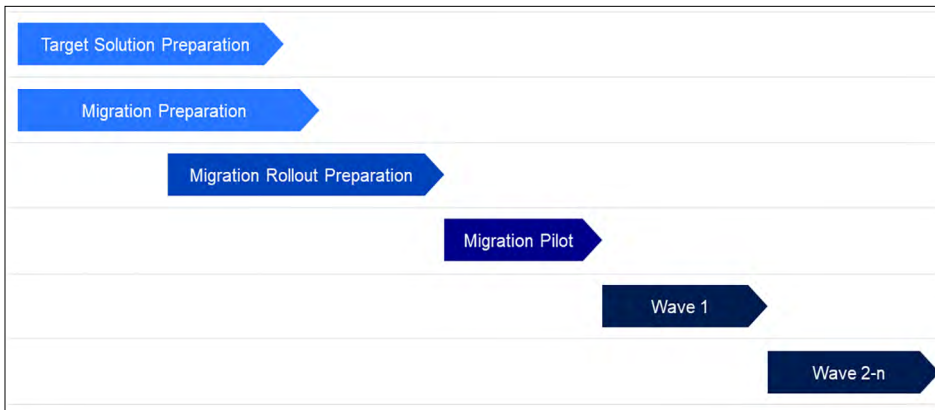 Target Solution Preparation
Migration Preparation
Migration Rollout Preparation
Migration Pilot
Wave 1
Wave 2-n